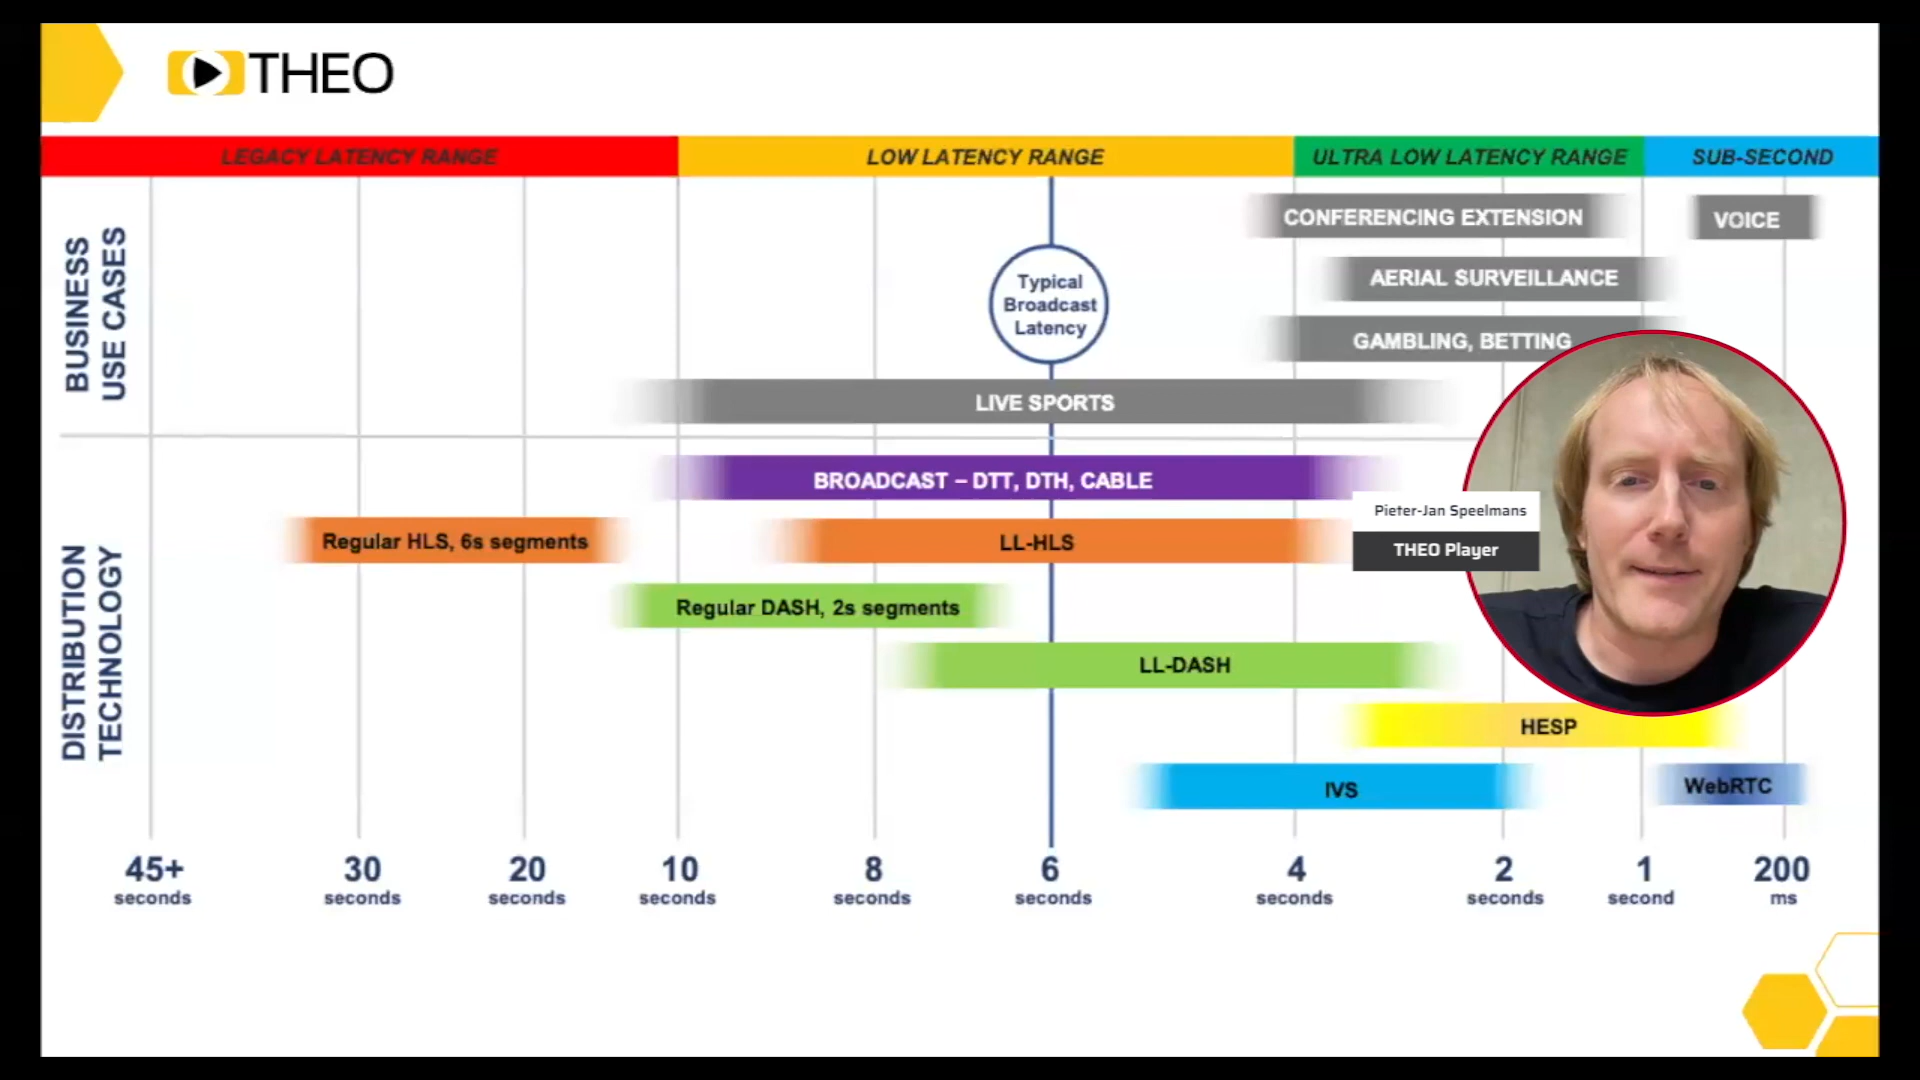 THEO
LEGACY LATENCY RANGE
LOW LATENCY RANGE
ULTRA LOW LATENCY RANGE
SUB-SECOND
BUSINESS
USE CASES
CONFERENCING EXTENSION
VOICE
AERIAL SURVEILLANCE
Typical
Broadcast
Latency
GAMBLING, BETTING
LIVE SPORTS
DISTRIBUTION
TECHNOLOGY
BROADCAST – DTT, DTH, CABLE
Pieter-Jan Speelmans
THEO Player
Regular HLS, 6s segments
LL-HLS
Regular DASH, 2s segments
LL-DASH
HESP
IVS
WebRTC
45+
seconds
30
seconds
20
seconds
10
seconds
8
seconds
6
seconds
4
seconds
2
seconds
1
second
200
ms